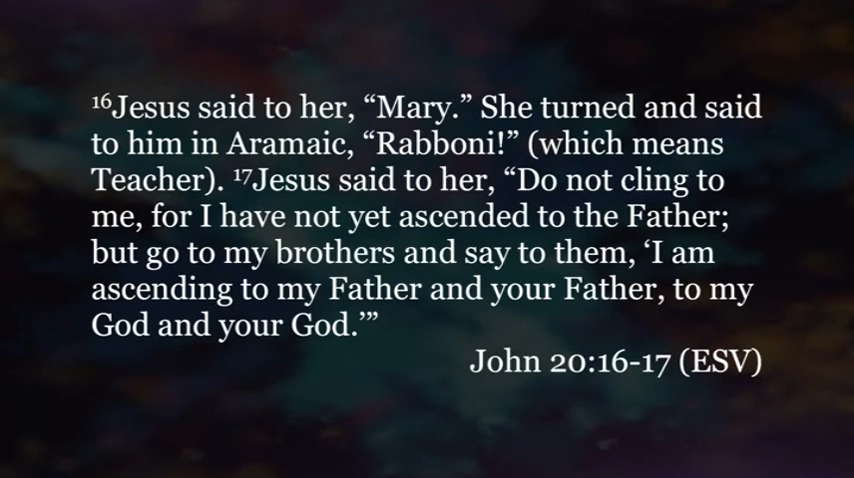 ¹⁶Jesus said to her, “Mary.” She turned and said
to him in Aramaic, “Rabboni!” (which means
Teacher). ¹⁷Jesus said to her, “Do not cling to
me, for I have not yet ascended to the Father;
but go to my brothers and say to them, ‘I am
ascending to my Father and your Father, to my
God and your God.’”
John 20:16-17 (ESV)